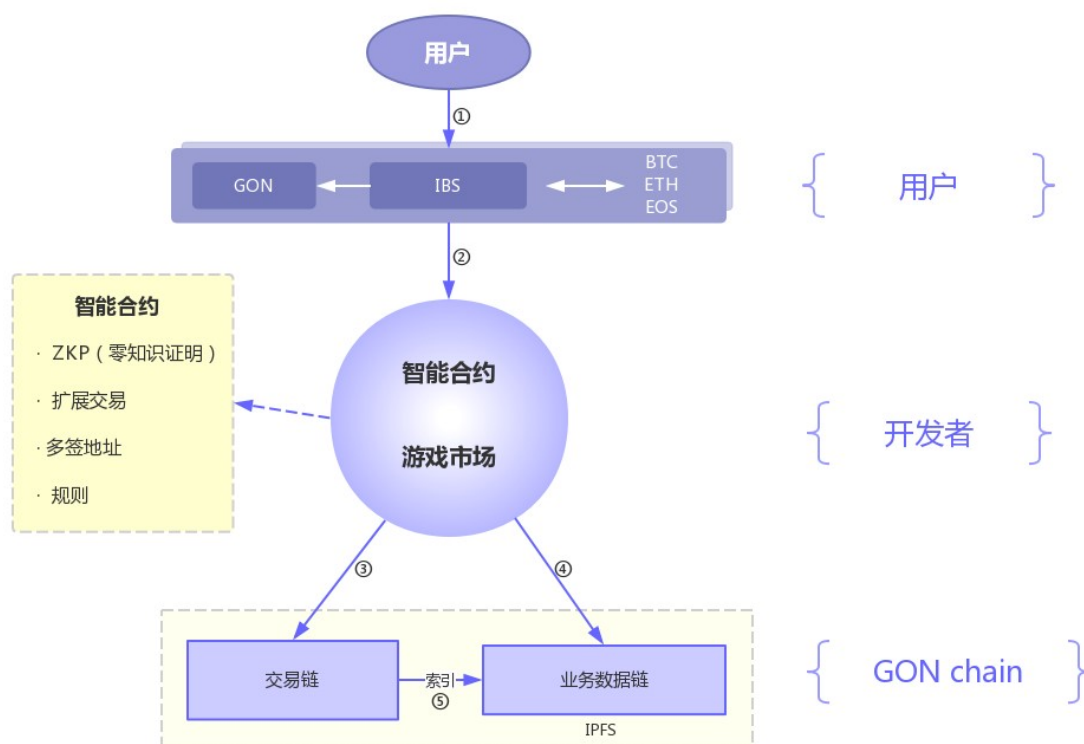 用户
①
GON
IBS
BTC
ETH
EOS
{ 用户 }
②
智能合约
· ZKP（零知识证明）
· 扩展交易
· 多签地址
· 规则
智能合约
游戏市场
{ 开发者 }
③
④
交易链
索引
⑤
业务数据链
IPFS
{ GON chain }